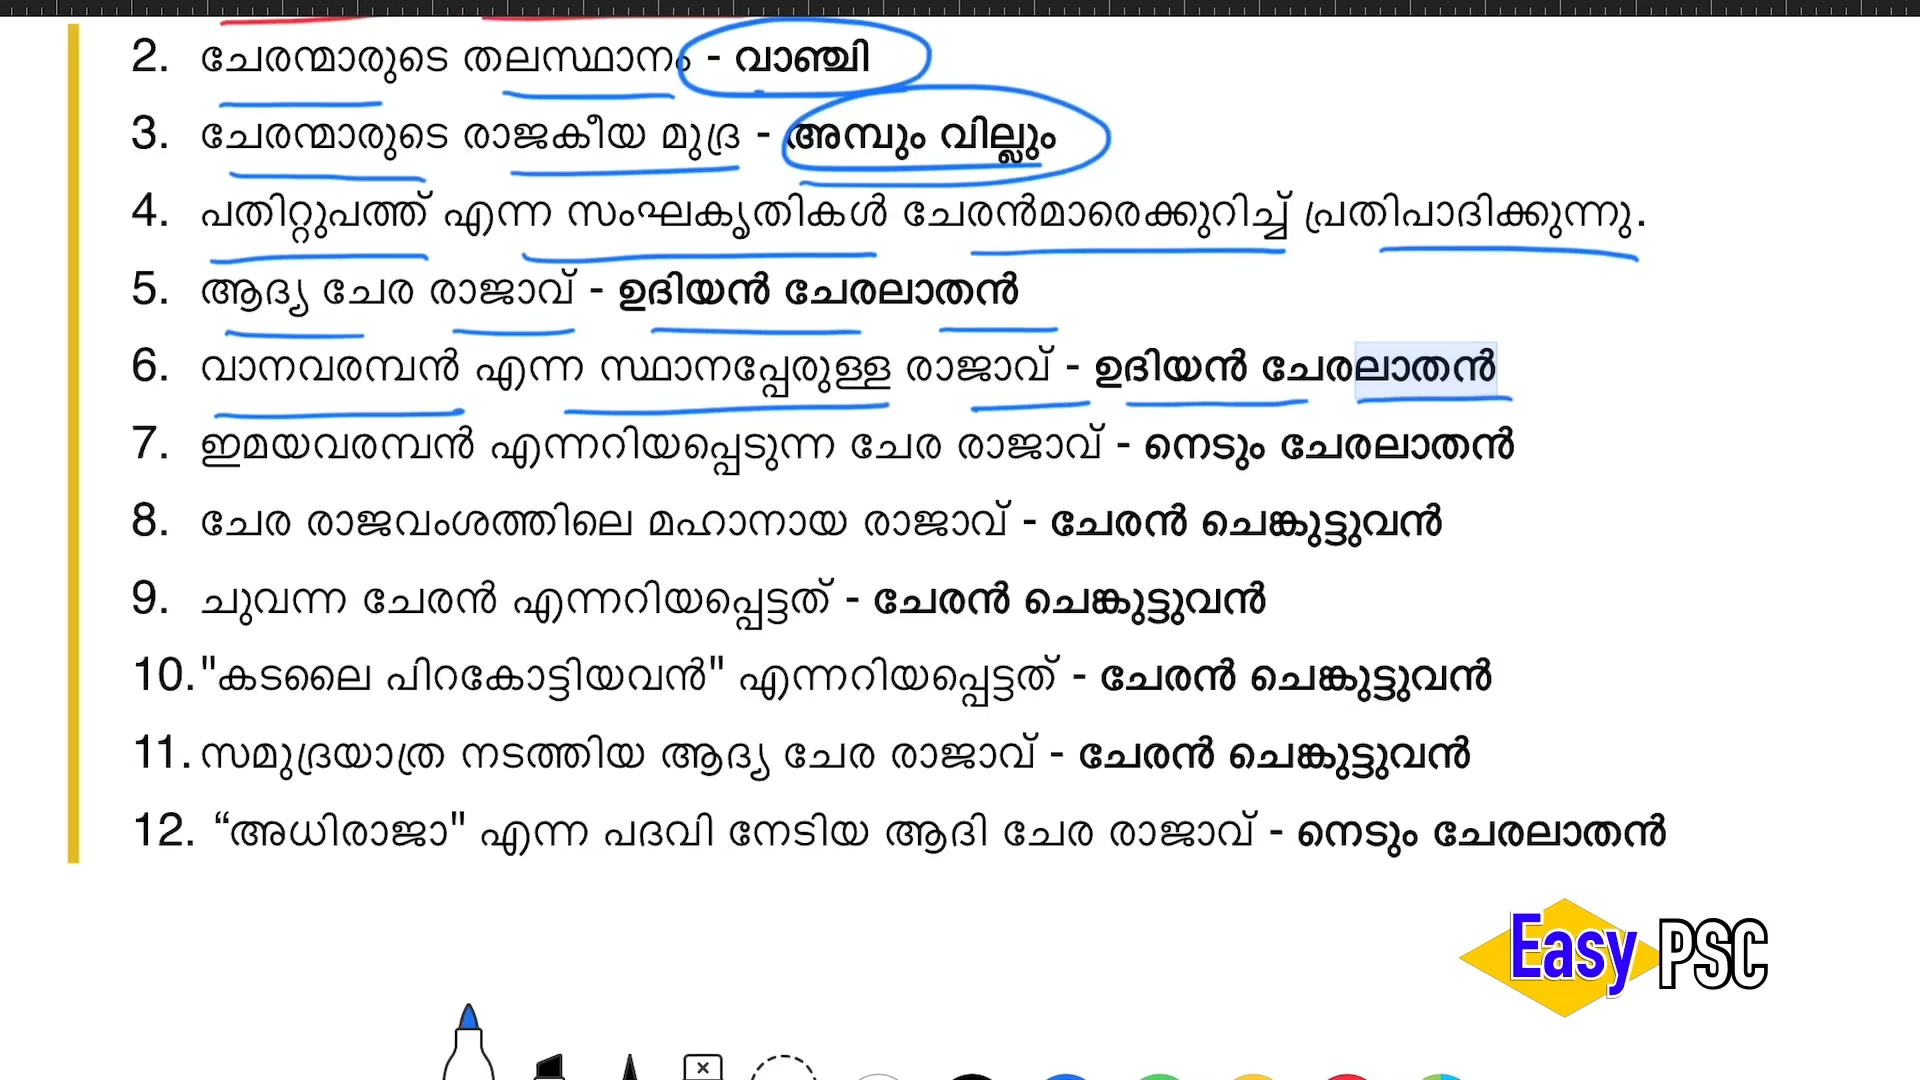 2. ചേരന്മാരുടെ തലസ്ഥാനം - വാഞ്ചി
3. ചേരന്മാരുടെ രാജകീയ മുദ്ര - അമ്പും വില്ലും
4. പതിറ്റുപത്ത് എന്ന സംഘകൃതികൾ ചേരൻമാരെക്കുറിച്ച് പ്രതിപാദിക്കുന്നു.
5. ആദ്യ ചേര രാജാവ് - ഉദിയൻ ചേരലാതൻ
6. വാനവരമ്പൻ എന്ന സ്ഥാനപ്പേരുള്ള രാജാവ് - ഉദിയൻ ചേരലാതൻ
7. ഇമയവരമ്പൻ എന്നറിയപ്പെടുന്ന ചേര രാജാവ് - നെടും ചേരലാതൻ
8. ചേര രാജവംശത്തിലെ മഹാനായ രാജാവ് - ചേരൻ ചെങ്കുട്ടുവൻ
9. ചുവന്ന ചേരൻ എന്നറിയപ്പെട്ടത് - ചേരൻ ചെങ്കുട്ടുവൻ
10. "കടലൈ പിറകോട്ടിയവൻ" എന്നറിയപ്പെട്ടത് - ചേരൻ ചെങ്കുട്ടുവൻ
11. സമുദ്രയാത്ര നടത്തിയ ആദ്യ ചേര രാജാവ് - ചേരൻ ചെങ്കുട്ടുവൻ
12. “അധിരാജാ" എന്ന പദവി നേടിയ ആദി ചേര രാജാവ് - നെടും ചേരലാതൻ
Easy PSC